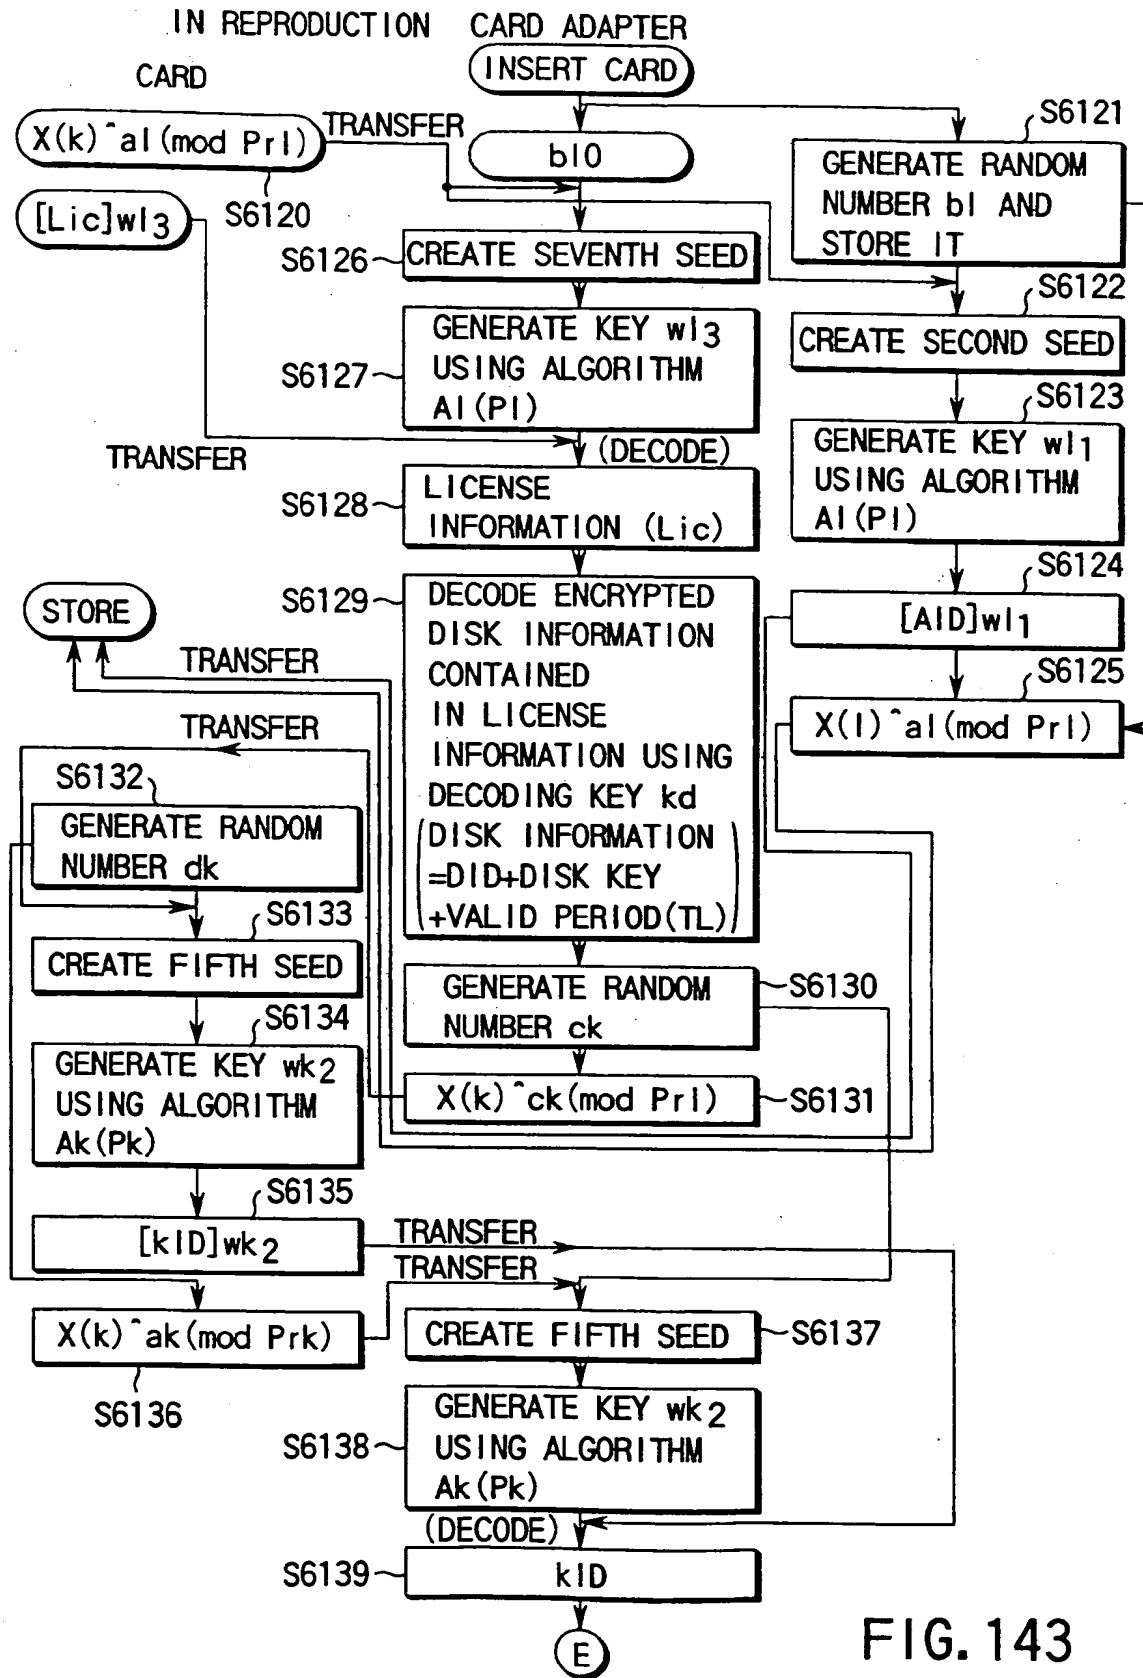 IN REPRODUCTION CARD ADAPTER
INSERT CARD
CARD
X(k)^al(mod Prl)
TRANSFER
S6120
[Lic]wl3
bl0
S6121
GENERATE RANDOM
NUMBER bl AND
STORE IT
S6126
CREATE SEVENTH SEED
S6122
CREATE SECOND SEED
S6127
GENERATE KEY wl3
USING ALGORITHM
Al(Pl)
S6123
GENERATE KEY wl1
USING ALGORITHM
Al(Pl)
TRANSFER
(DECODE)
S6128
LICENSE
INFORMATION (Lic)
S6124
[AID]wl1
S6129
DECODE ENCRYPTED
DISK INFORMATION
CONTAINED
IN LICENSE
INFORMATION USING
DECODING KEY kd
(DISK INFORMATION
=DID+DISK KEY
+VALID PERIOD(TL))
S6125
X(l)^al(mod Prl)
STORE
TRANSFER
TRANSFER
S6132
GENERATE RANDOM
NUMBER dk
S6133
CREATE FIFTH SEED
S6130
GENERATE RANDOM
NUMBER ck
S6134
GENERATE KEY wk2
USING ALGORITHM
Ak(Pk)
X(k)^ck(mod Prl)
S6131
S6135
[kID]wk2
TRANSFER
TRANSFER
X(k)^ak(mod Prk)
S6136
CREATE FIFTH SEED
S6137
S6138
GENERATE KEY wk2
USING ALGORITHM
Ak(Pk)
(DECODE)
S6139
kID
E
FIG. 143